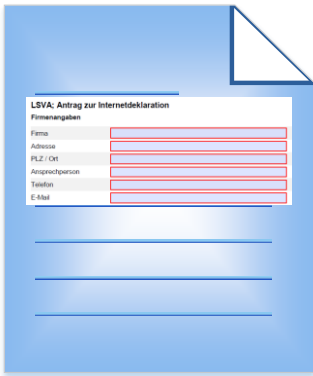 LSVA; Antrag zur Internetdeklaration
Firmenangaben
Firma
Adresse
PLZ / Ort
Ansprechperson
Telefon
E-Mail